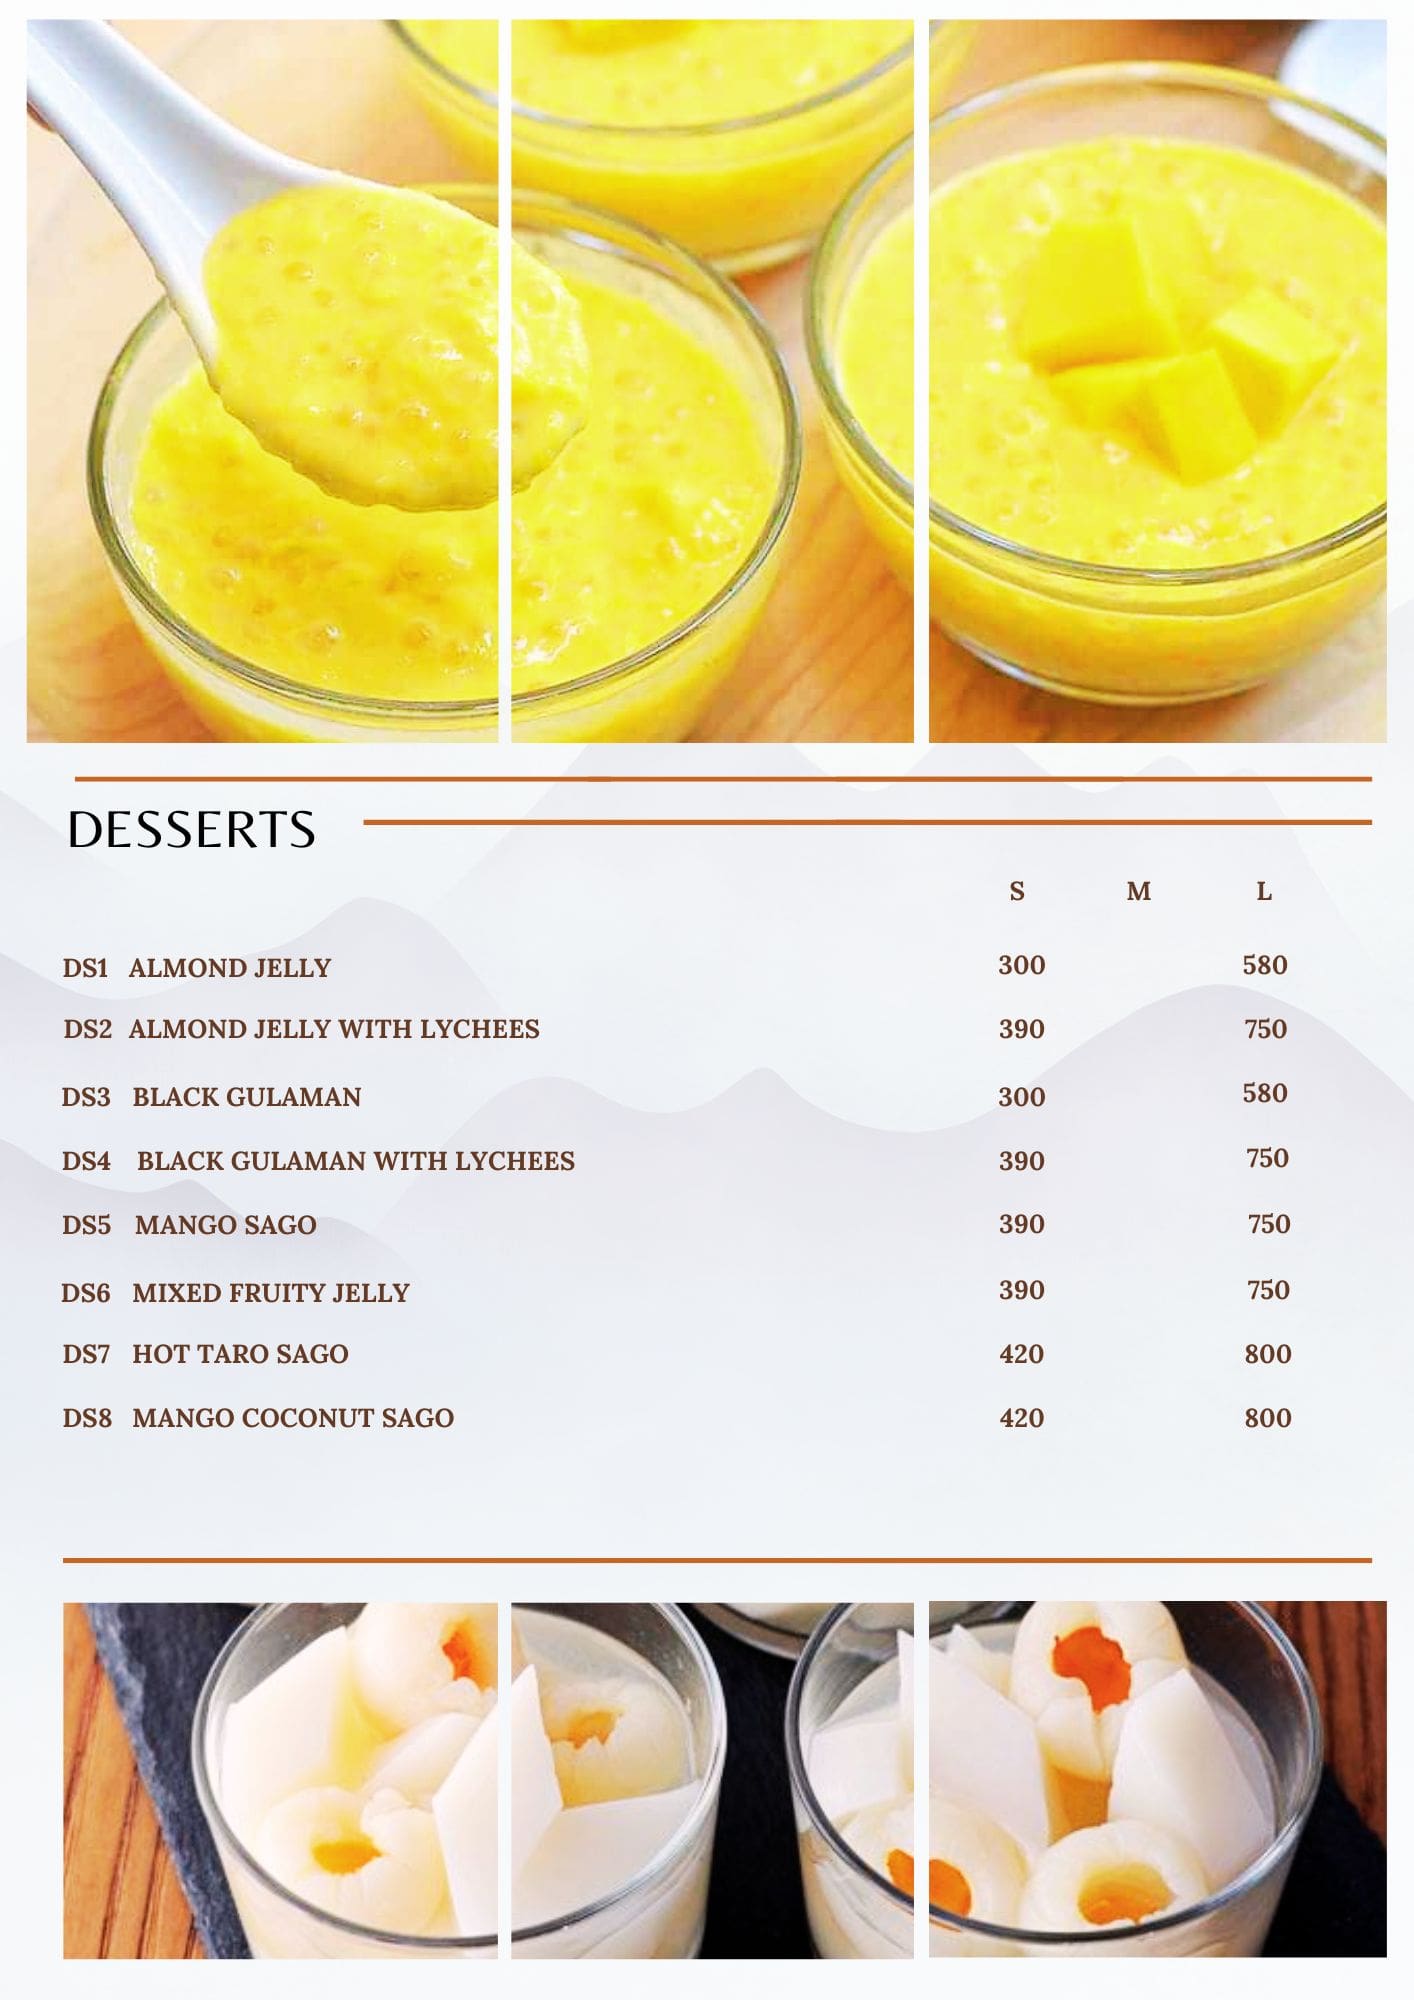 DESSERTS
S M L
DS1 ALMOND JELLY 300 580
DS2 ALMOND JELLY WITH LYCHEES 390 750
DS3 BLACK GULAMAN 300 580
DS4 BLACK GULAMAN WITH LYCHEES 390 750
DS5 MANGO SAGO 390 750
DS6 MIXED FRUITY JELLY 390 750
DS7 HOT TARO SAGO 420 800
DS8 MANGO COCONUT SAGO 420 800